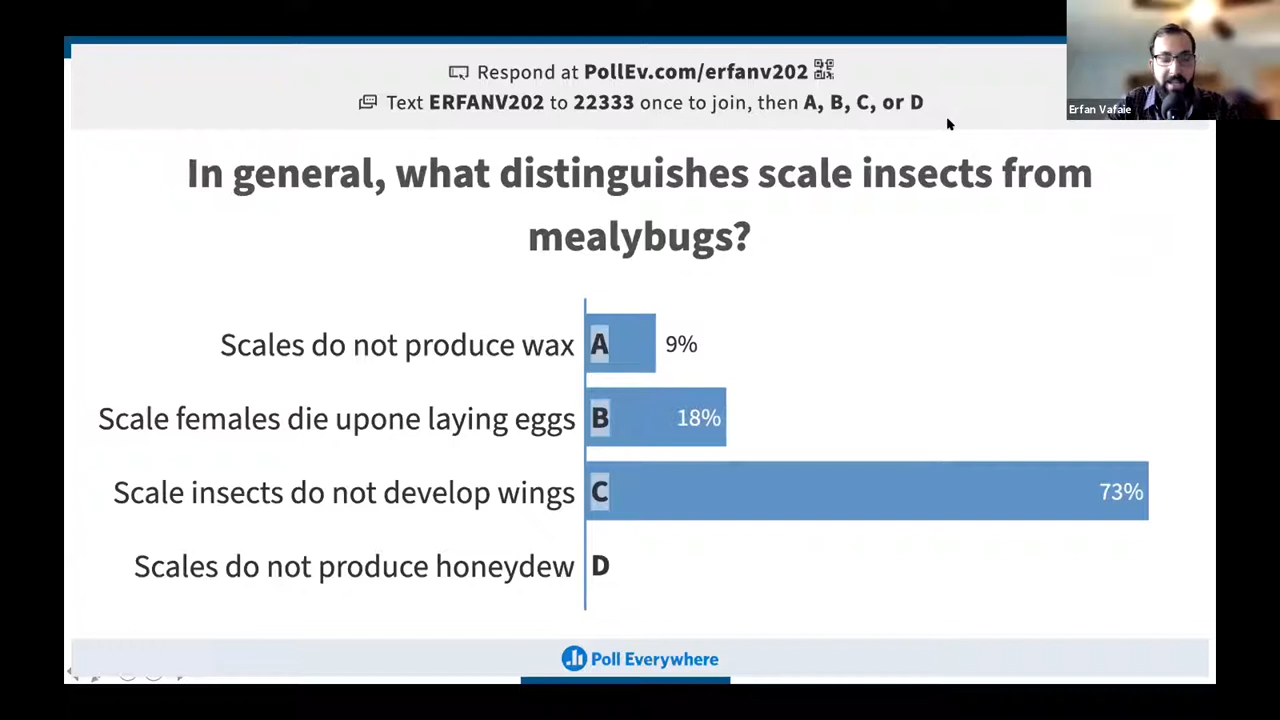 Respond at PollEv.com/erfanv202
Text ERFANV202 to 22333 once to join, then A, B, C, or D
Erfan Vafaie
In general, what distinguishes scale insects from
mealybugs?
Scales do not produce wax A 9%
Scale females die upone laying eggs B 18%
Scale insects do not develop wings C 73%
Scales do not produce honeydew D
Poll Everywhere